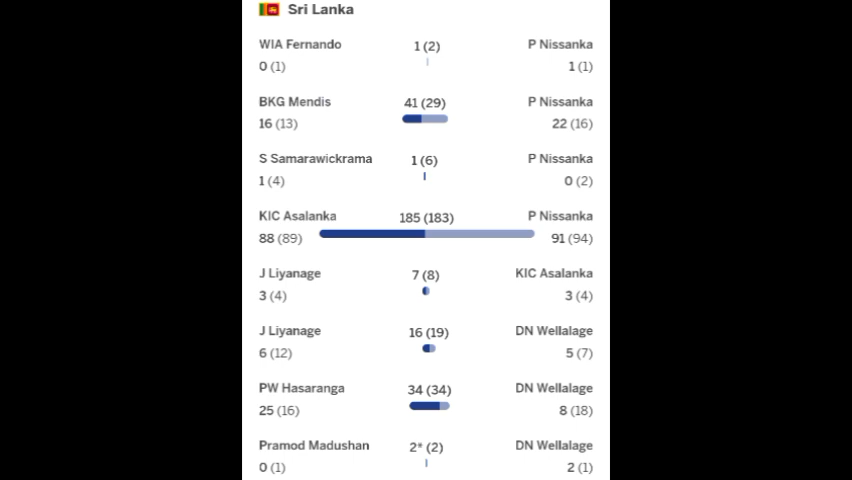 Sri Lanka
WIA Fernando 1 (2) P Nissanka
0 (1) 1 (1)
BKG Mendis 41 (29) P Nissanka
16 (13) 22 (16)
S Samarawickrama 1 (6) P Nissanka
1 (4) 0 (2)
KIC Asalanka 185 (183) P Nissanka
88 (89) 91 (94)
J Liyanage 7 (8) KIC Asalanka
3 (4) 3 (4)
J Liyanage 16 (19) DN Wellalage
6 (12) 5 (7)
PW Hasaranga 34 (34) DN Wellalage
25 (16) 8 (18)
Pramod Madushan 2* (2) DN Wellalage
0 (1) 2 (1)